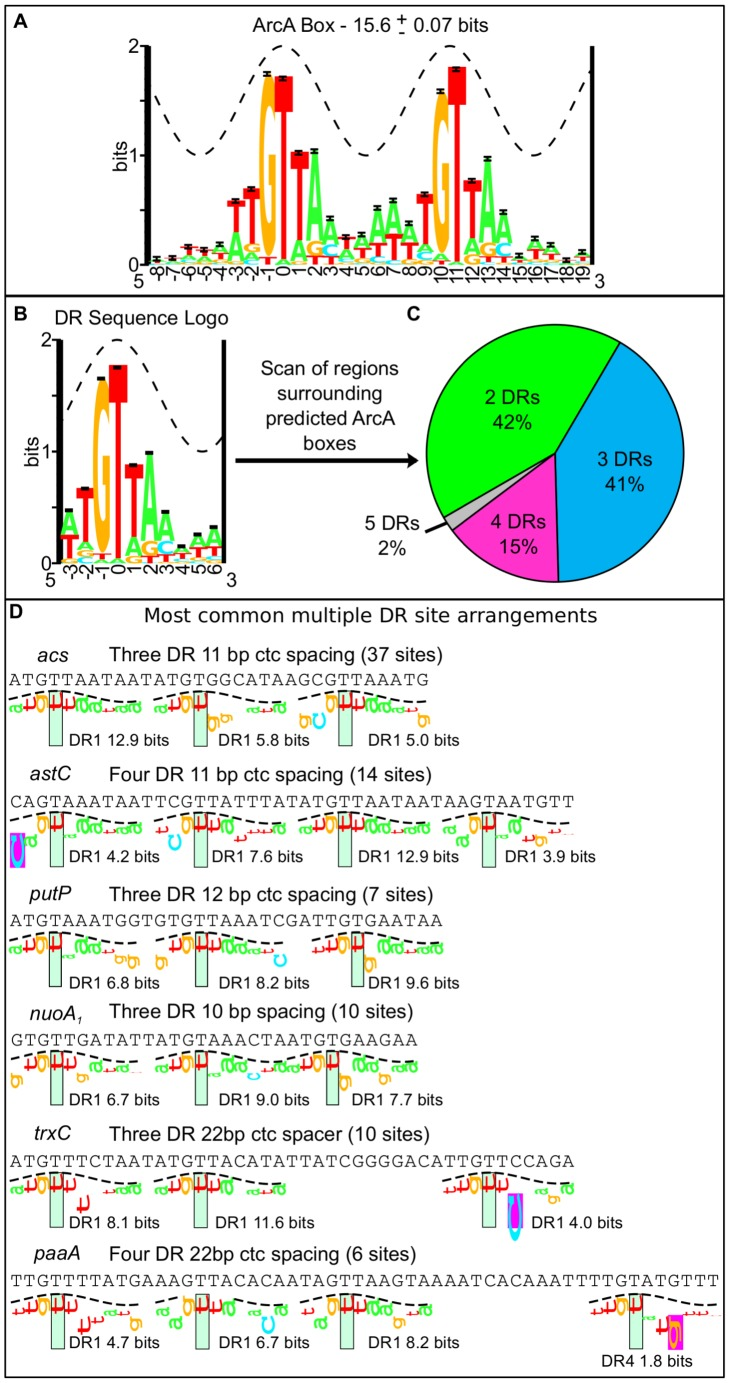 A
ArcA Box - 15.6 +- 0.07 bits
bits
2
1
0
5
-8 -7 -6 -5 -4 -3 -2 -1 0 1 2 3 4 5 6 7 8 9 10 11 12 13 14 15 16 17 18 19
3
B
DR Sequence Logo
bits
2
1
0
5
-3 -2 -1 0 1 2 3 4 5 6
3
Scan of regions
surrounding
predicted ArcA
boxes
C
2 DRs
42%
3 DRs
41%
4 DRs
15%
5 DRs
2%
D
Most common multiple DR site arrangements
acs Three DR 11 bp ctc spacing (37 sites)
ATGTTAATAATATGTGGCATAAGCGTTAAATG
DR1 12.9 bits DR1 5.8 bits DR1 5.0 bits
astC Four DR 11 bp ctc spacing (14 sites)
CAGTAAATAATTCGTTATTTATATGTTAATAATAAGTAATGTT
DR1 4.2 bits DR1 7.6 bits DR1 12.9 bits DR1 3.9 bits
putP Three DR 12 bp ctc spacing (7 sites)
ATGTAAATGGTGTGTTAAATCGATTGTGAATAA
DR1 6.8 bits DR1 8.2 bits DR1 9.6 bits
nuoA1 Three DR 10 bp spacing (10 sites)
GTGTTGATATTATGTAAACTAATGTGAAGAA
DR1 6.7 bits DR1 9.0 bits DR1 7.7 bits
trxC Three DR 22bp ctc spacer (10 sites)
ATGTTTCTAATATGTTACATATTATCGGGGACATTGTTCCAGA
DR1 8.1 bits DR1 11.6 bits DR1 4.0 bits
paaA Four DR 22bp ctc spacing (6 sites)
TTGTTTTATGAAAGTTACACAATAGTTAAGTAAAATCACAAATTTTGTATGTTT
DR1 4.7 bits DR1 6.7 bits DR1 8.2 bits
DR4 1.8 bits